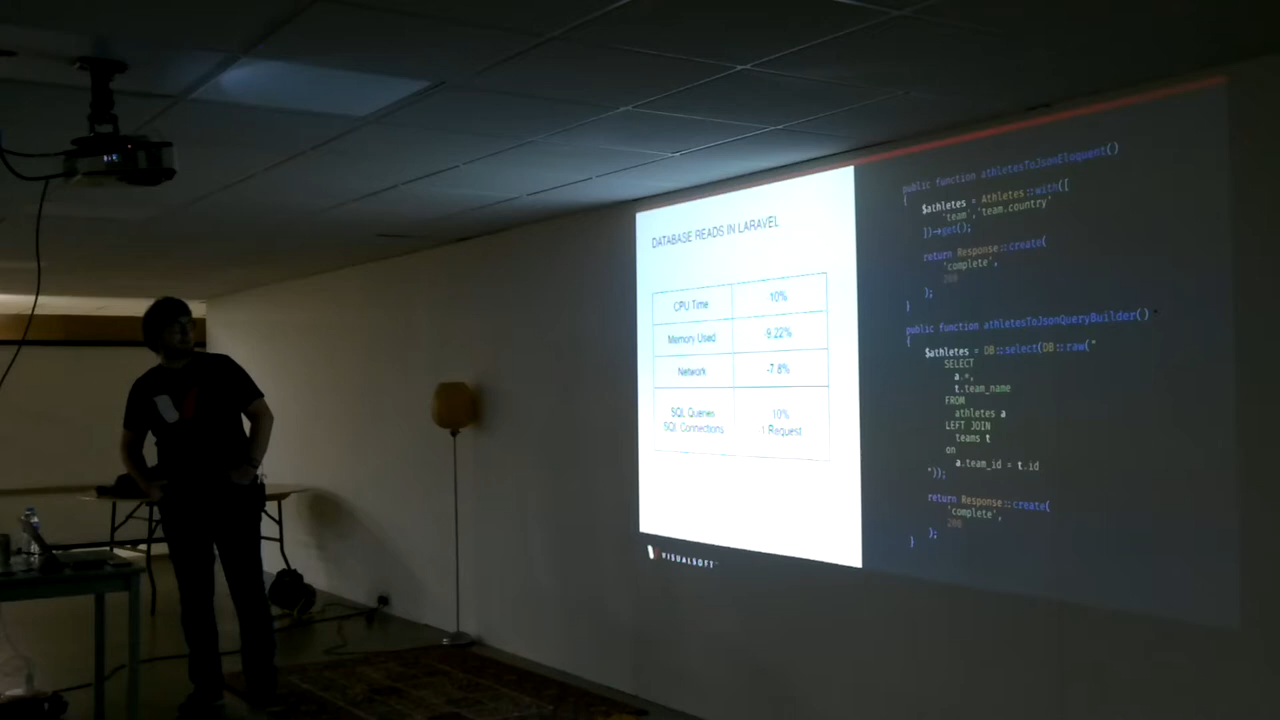 DATABASE READS IN LARAVEL
CPU Time 10%
Memory Used -9.22%
Network -7.8%
SQL Queries 10%
SQL Connections -1 Request
VISUALSOFT
public function athletesToJsonEloquent()
{
$athletes = Athletes::with([
'team','team.country'
])->get();
return Response::create(
'complete',
200
);
}
public function athletesToJsonQueryBuilder()
{
$athletes = DB::select(DB::raw("
SELECT
a.*,
t.team_name
FROM
athletes a
LEFT JOIN
teams t
on
a.team_id = t.id
"));
return Response::create(
'complete',
200
);
}